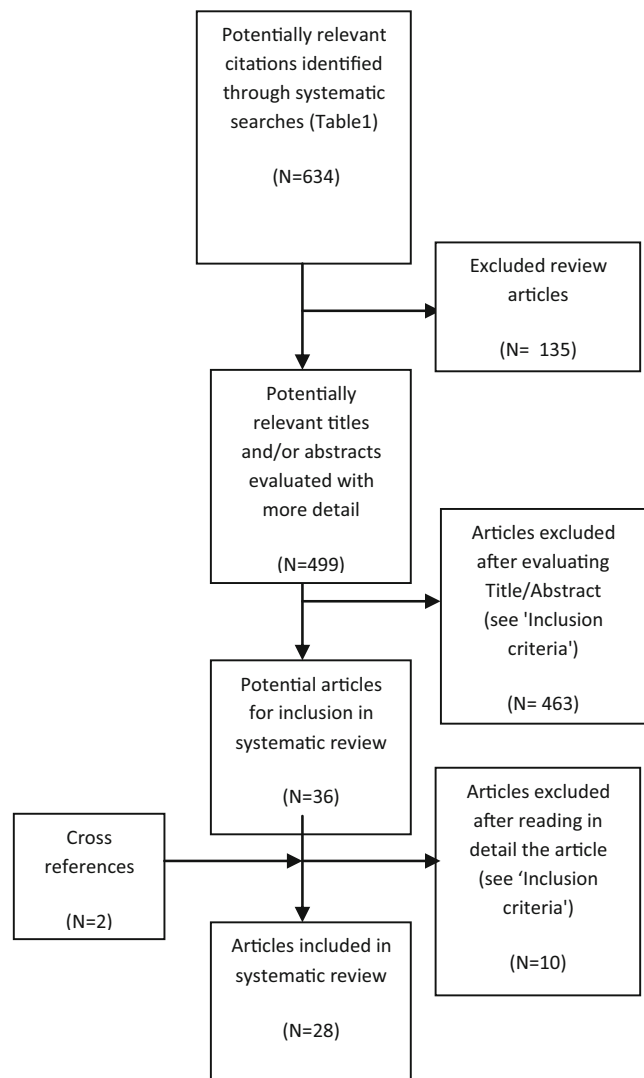 Potentially relevant
citations identified
through systematic
searches (Table1)
(N=634)
Excluded review
articles
(N= 135)
Potentially
relevant titles
and/or abstracts
evaluated with
more detail
(N=499)
Articles excluded
after evaluating
Title/Abstract
(see 'Inclusion
criteria')
(N= 463)
Potential articles
for inclusion in
systematic review
(N=36)
Cross
references
(N=2)
Articles excluded
after reading in
detail the article
(see ‘Inclusion
criteria')
(N=10)
Articles included in
systematic review
(N=28)